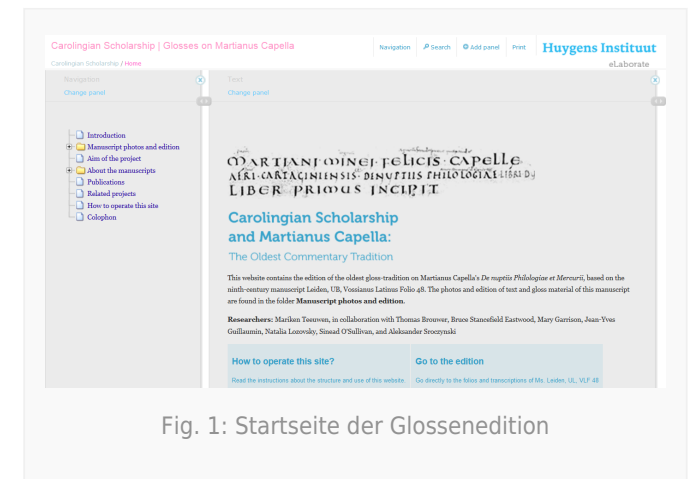 Carolingian Scholarship | Glosses on Martianus Capella
Navigation Search Add panel Print
Huygens Instituut
eLaborate
Carolingian Scholarship / Home
Navigation
Change panel
Text
Change panel
Introduction
Manuscript photos and edition
Aim of the project
About the manuscripts
Publications
Related projects
How to operate this site
Colophon
MARTIANI MINEI FELICIS CAPELLE
LIBER PRIMUS INCIPIT
Carolingian Scholarship
and Martianus Capella:
The Oldest Commentary Tradition
This website contains the edition of the oldest gloss-tradition on Martianus Capella's De nuptiis Philologiae et Mercurii, based on the
ninth-century manuscript Leiden, UB, Vossianus Latinus Folio 48. The photos and edition of text and gloss material of this manuscript
are found in the folder Manuscript photos and edition.
Researchers: Mariken Teeuwen, in collaboration with Thomas Brouwer, Bruce Stancefield Eastwood, Mary Garrison, Jean-Yves
Guillaumin, Natalia Lozovsky, Sinead O'Sullivan, and Aleksander Sroczynski
How to operate this site?
Read the instructions about the structure and use of this website.
Go to the edition
Go directly to the folios and transcriptions of Ms. Leiden, UL, VLF 48
Fig. 1: Startseite der Glossenedition